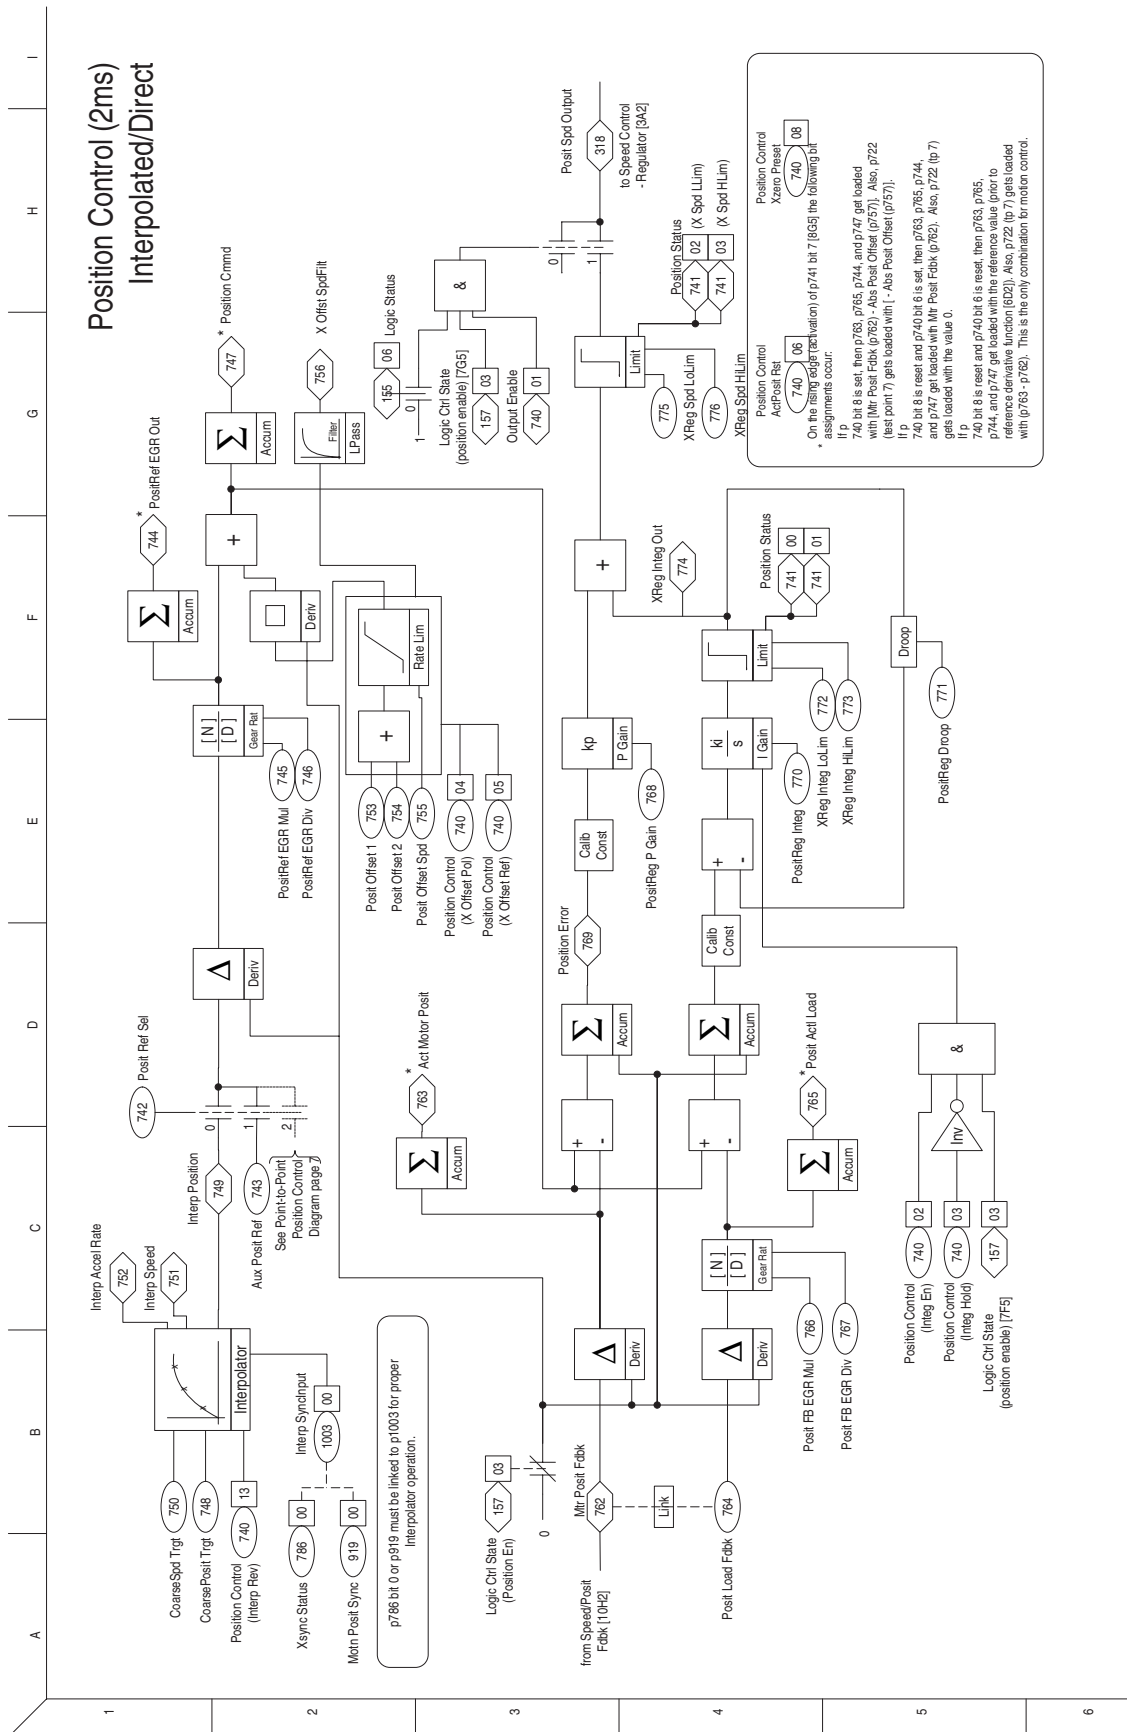 Position Control (2ms)
Interpolated/Direct
A
B
C
D
E
F
G
H
I
1
2
3
4
5
6
CoarseSpd Trgt
750
CoarsePosit Trgt
748
Position Control
(Interp Rev)
740
13
Interpolator
Interp Accel Rate
752
Interp Speed
751
Xsync Status
786
00
Motn Posit Sync
919
00
Interp SyncInput
1003
00
p786 bit 0 or p919 must be linked to p1003 for proper
Interpolator operation.
Interp Position
749
Aux Posit Ref
743
See Point-to-Point
Position Control
Diagram page 7
0
1
2
742
Posit Ref Sel
Δ
Deriv
[ N ]
[ D ]
Gear Rat
PositRef EGR Mul
745
PositRef EGR Div
746
Σ
Accum
744
* PositRef EGR Out
+
Deriv
Σ
Accum
747
* Position Cmmd
Filter
LPass
756
X Offst SpdFilt
Posit Offset 1
753
Posit Offset 2
754
Posit Offset Spd
755
+
Rate Lim
Position Control
(X Offset Pol)
740
04
Position Control
(X Offset Ref)
740
05
155
06
Logic Status
0
1
Logic Ctrl State
(position enable) [7G5]
157
03
Output Enable
740
01
&
0
1
Posit Spd Output
318
to Speed Control
- Regulator [3A2]
Logic Ctrl State
(Position En)
157
03
0
from Speed/Posit
Fdbk [10H2]
Mtr Posit Fdbk
762
Link
Posit Load Fdbk
764
Δ
Deriv
Δ
Deriv
Σ
Accum
763
* Act Motor Posit
+
-
Σ
Accum
Position Error
769
Calib
Const
kp
P Gain
PositReg P Gain
768
+
XReg Integ Out
774
Limit
775
XReg Spd LoLim
776
XReg Spd HiLim
Position Status
741
02
(X Spd LLim)
741
03
(X Spd HLim)
Posit FB EGR Mul
766
Posit FB EGR Div
767
[ N ]
[ D ]
Gear Rat
Σ
Accum
765
* Posit Actl Load
+
-
Σ
Accum
Calib
Const
+
-
ki
s
I Gain
PositReg Integ
770
Limit
XReg Integ LoLim
772
XReg Integ HiLim
773
Position Status
741
00
741
01
Droop
PositReg Droop
771
Position Control
(Integ En)
740
02
Position Control
(Integ Hold)
740
03
Logic Ctrl State
(position enable) [7F5]
157
03
Inv
&
Position Control
ActPosit Rst
740
06
Position Control
Xzero Preset
740
08
* On the rising edge (activation) of p741 bit 7 [8G5] the following bit
assignments occur:
If p
740 bit 8 is set, then p763, p765, p744, and p747 get loaded
with [Mtr Posit Fdbk (p762) - Abs Posit Offset (p757)]. Also, p722
(test point 7) gets loaded with [ - Abs Posit Offset (p757)].
If p
740 bit 8 is reset and p740 bit 6 is set, then p763, p765, p744,
and p747 get loaded with Mtr Posit Fdbk (p762). Also, p722 (tp 7)
gets loaded with the value 0.
If p
740 bit 8 is reset and p740 bit 6 is reset, then p763, p765,
p744, and p747 get loaded with the reference value (prior to
reference derivative function [6D2]). Also, p722 (tp 7) gets loaded
with (p763 - p762). This is the only combination for motion control.